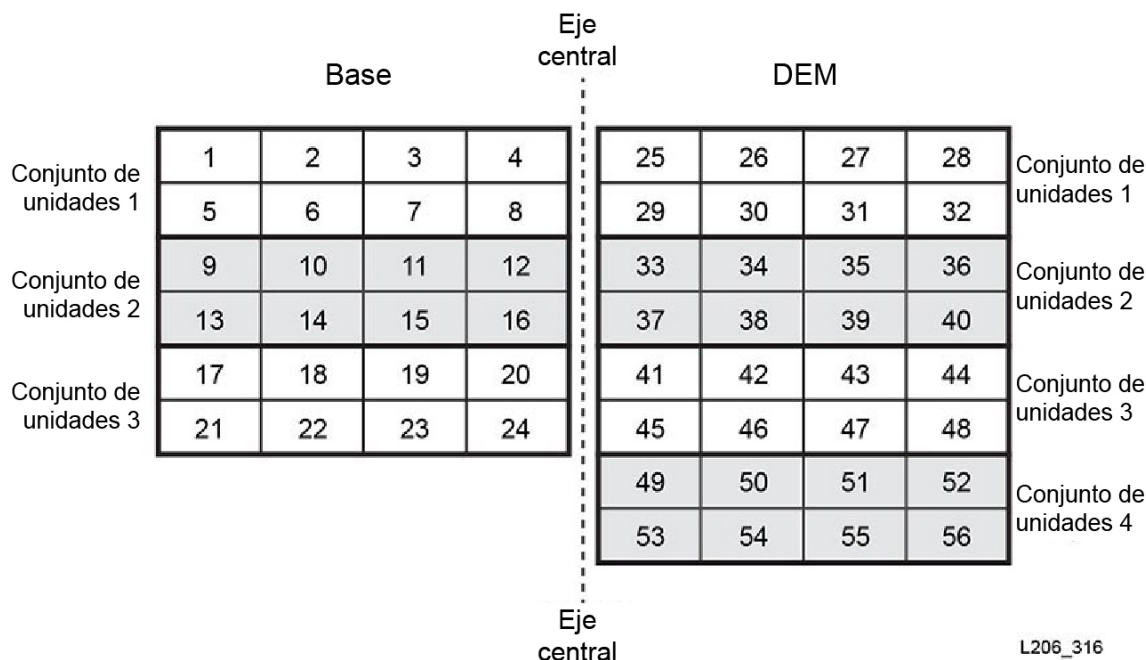 Eje
central
Base
DEM
Conjunto de
unidades 1
1 2 3 4
5 6 7 8
25 26 27 28
29 30 31 32
Conjunto de
unidades 1
Conjunto de
unidades 2
9 10 11 12
13 14 15 16
33 34 35 36
37 38 39 40
Conjunto de
unidades 2
Conjunto de
unidades 3
17 18 19 20
21 22 23 24
41 42 43 44
45 46 47 48
Conjunto de
unidades 3
49 50 51 52
53 54 55 56
Conjunto de
unidades 4
Eje
central
L206_316